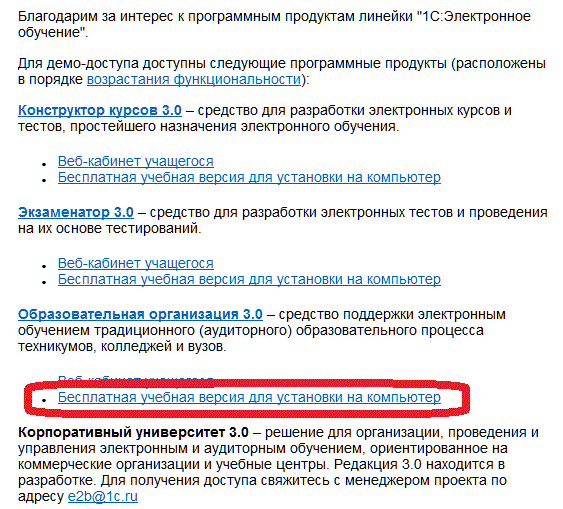 Благодарим за интерес к программным продуктам линейки "1С:Электронное
обучение".
Для демо-доступа доступны следующие программные продукты (расположены
в порядке возрастания функциональности):
Конструктор курсов 3.0 – средство для разработки электронных курсов и
тестов, простейшего назначения электронного обучения.
Веб-кабинет учащегося
Бесплатная учебная версия для установки на компьютер
Экзаменатор 3.0 – средство для разработки электронных тестов и проведения
на их основе тестирований.
Веб-кабинет учащегося
Бесплатная учебная версия для установки на компьютер
Образовательная организация 3.0 – средство поддержки электронным
обучением традиционного (аудиторного) образовательного процесса
техникумов, колледжей и вузов.
Веб-кабинет учащегося
Бесплатная учебная версия для установки на компьютер
Корпоративный университет 3.0 – решение для организации, проведения и
управления электронным и аудиторным обучением, ориентированное на
коммерческие организации и учебные центры. Редакция 3.0 находится в
разработке. Для получения доступа свяжитесь с менеджером проекта по
адресу e2b@1c.ru